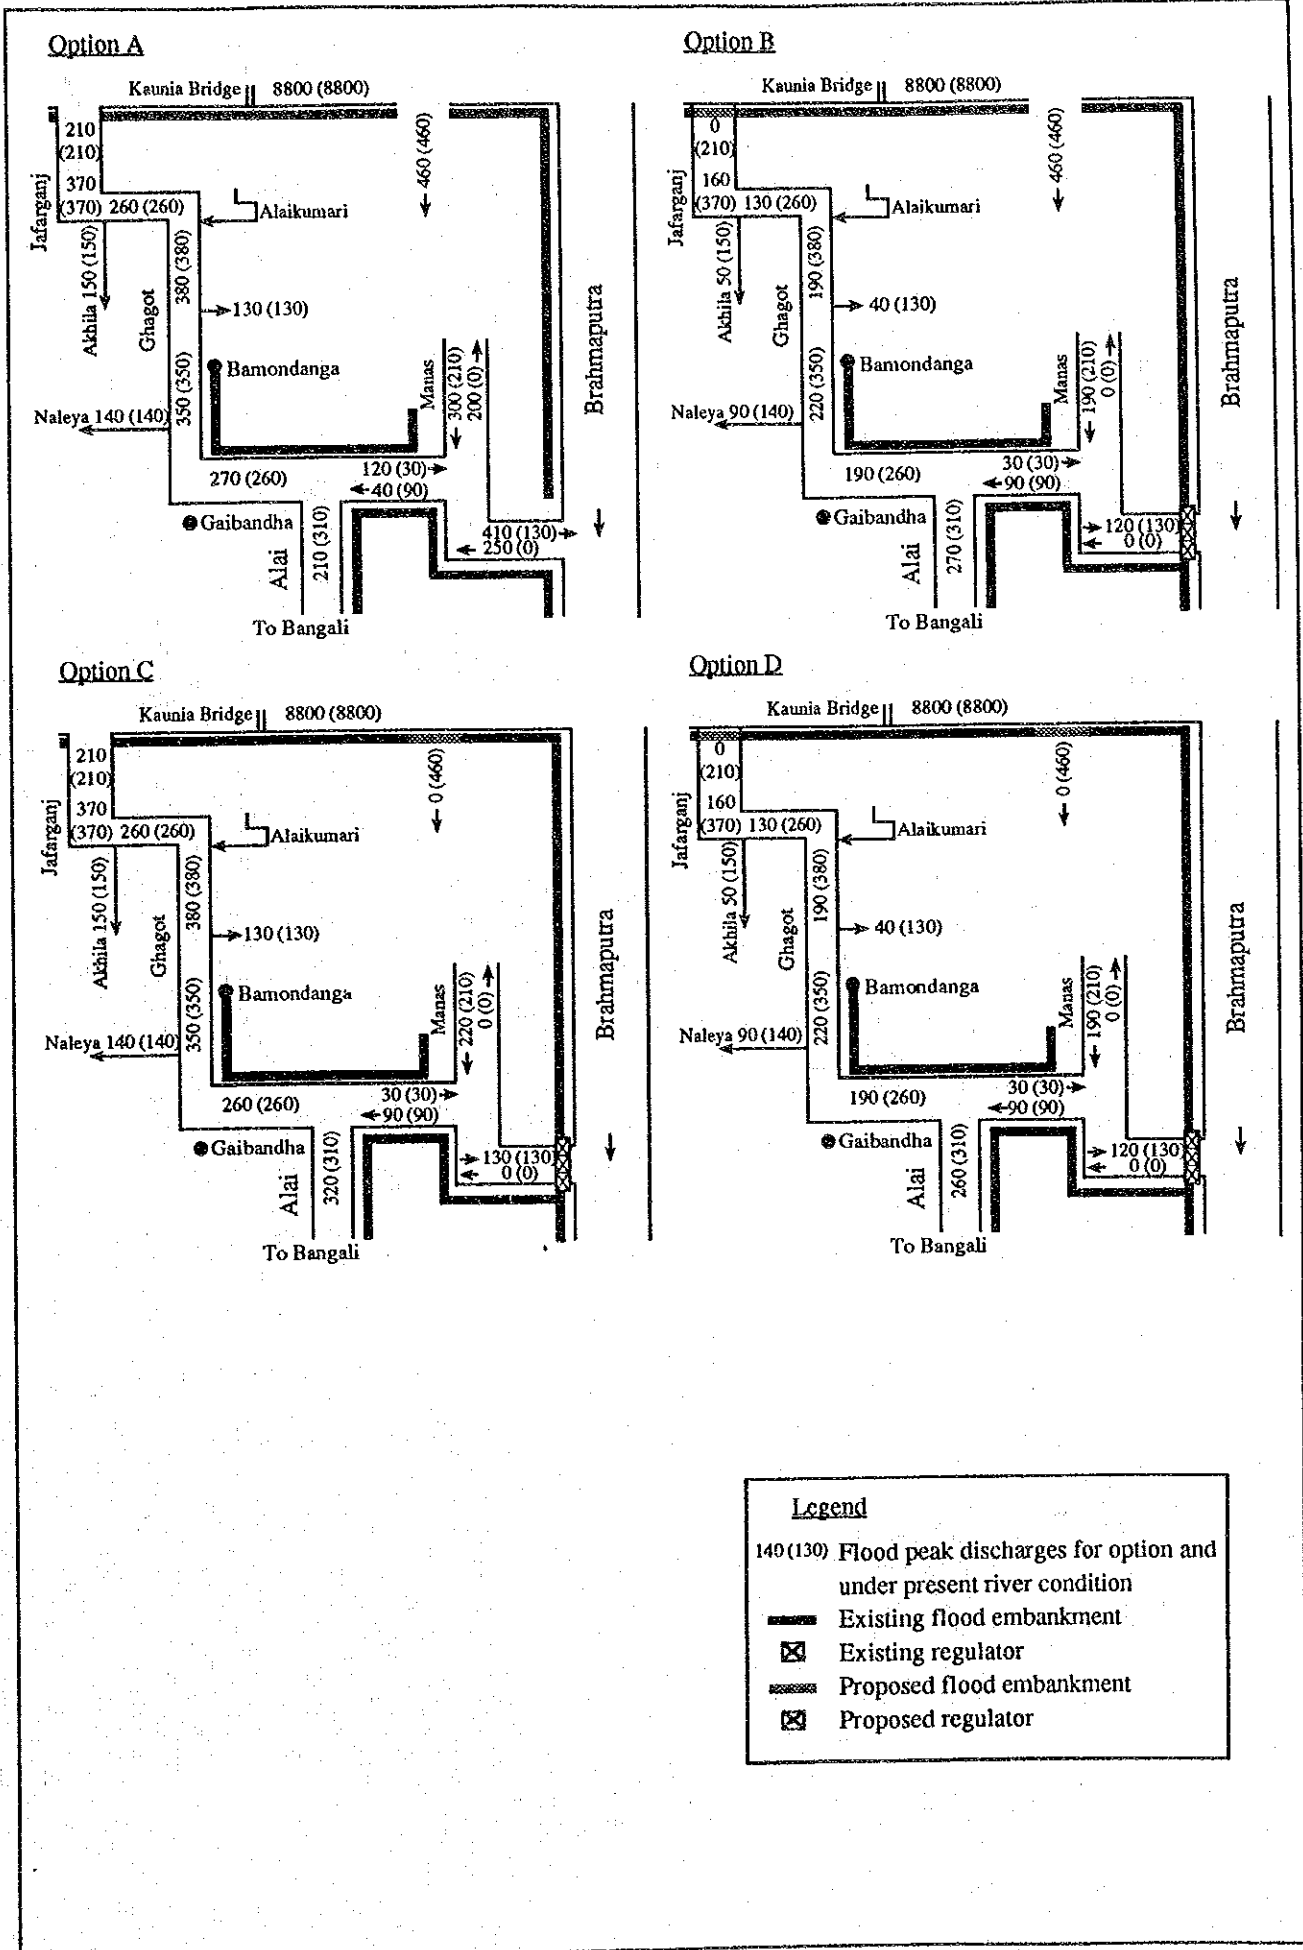 Option A
Kaunia Bridge 8800 (8800)
210
(210)
370
(370) 260 (260)
Jafarganj
460 (460)
Alaikumari
Akhila 150 (150)
Ghagot
380 (380)
130 (130)
Brahmaputra
350 (350)
Bamondanga
Manas
300 (210)
200 (0)
Naleya 140 (140)
270 (260)
120 (30)
40 (90)
Gaibandha
410 (130)
250 (0)
Alai
210 (310)
To Bangali
Option B
Kaunia Bridge 8800 (8800)
0
(210)
160
(370) 130 (260)
Jafarganj
460 (460)
Alaikumari
Akhila 50 (150)
Ghagot
190 (380)
40 (130)
Brahmaputra
220 (350)
Bamondanga
Manas
190 (210)
0 (0)
Naleya 90 (140)
190 (260)
30 (30)
90 (90)
Gaibandha
120 (130)
0 (0)
Alai
270 (310)
To Bangali
Option C
Kaunia Bridge 8800 (8800)
210
(210)
370
(370) 260 (260)
Jafarganj
0 (460)
Alaikumari
Akhila 150 (150)
Ghagot
380 (380)
130 (130)
Brahmaputra
350 (350)
Bamondanga
Manas
220 (210)
0 (0)
Naleya 140 (140)
260 (260)
30 (30)
90 (90)
Gaibandha
130 (130)
0 (0)
Alai
320 (310)
To Bangali
Option D
Kaunia Bridge 8800 (8800)
0
(210)
160
(370) 130 (260)
Jafarganj
0 (460)
Alaikumari
Akhila 50 (150)
Ghagot
190 (380)
40 (130)
Brahmaputra
220 (350)
Bamondanga
Manas
190 (210)
0 (0)
Naleya 90 (140)
190 (260)
30 (30)
90 (90)
Gaibandha
120 (130)
0 (0)
Alai
260 (310)
To Bangali
Legend
140 (130) Flood peak discharges for option and
under present river condition
Existing flood embankment
Existing regulator
Proposed flood embankment
Proposed regulator